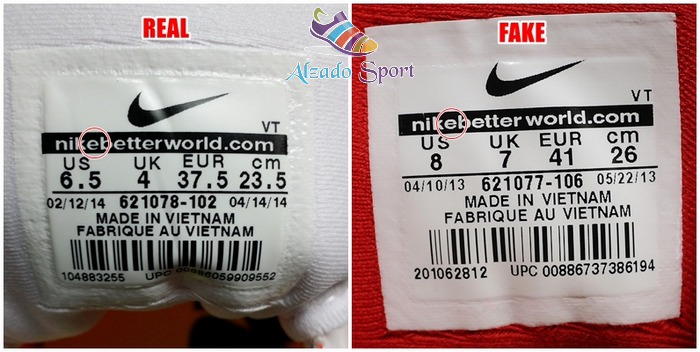 REAL
Alzado Sport
FAKE
VT
nikebetterworld.com
US UK EUR cm
6.5 4 37.5 23.5
02/12/14 621078-102 04/14/14
MADE IN VIETNAM
FABRIQUE AU VIETNAM
104883255 UPC 00886059909552
VT
nikebetterworld.com
US UK EUR cm
8 7 41 26
04/10/13 621077-106 05/22/13
MADE IN VIETNAM
FABRIQUE AU VIETNAM
201062812 UPC 00886737386194